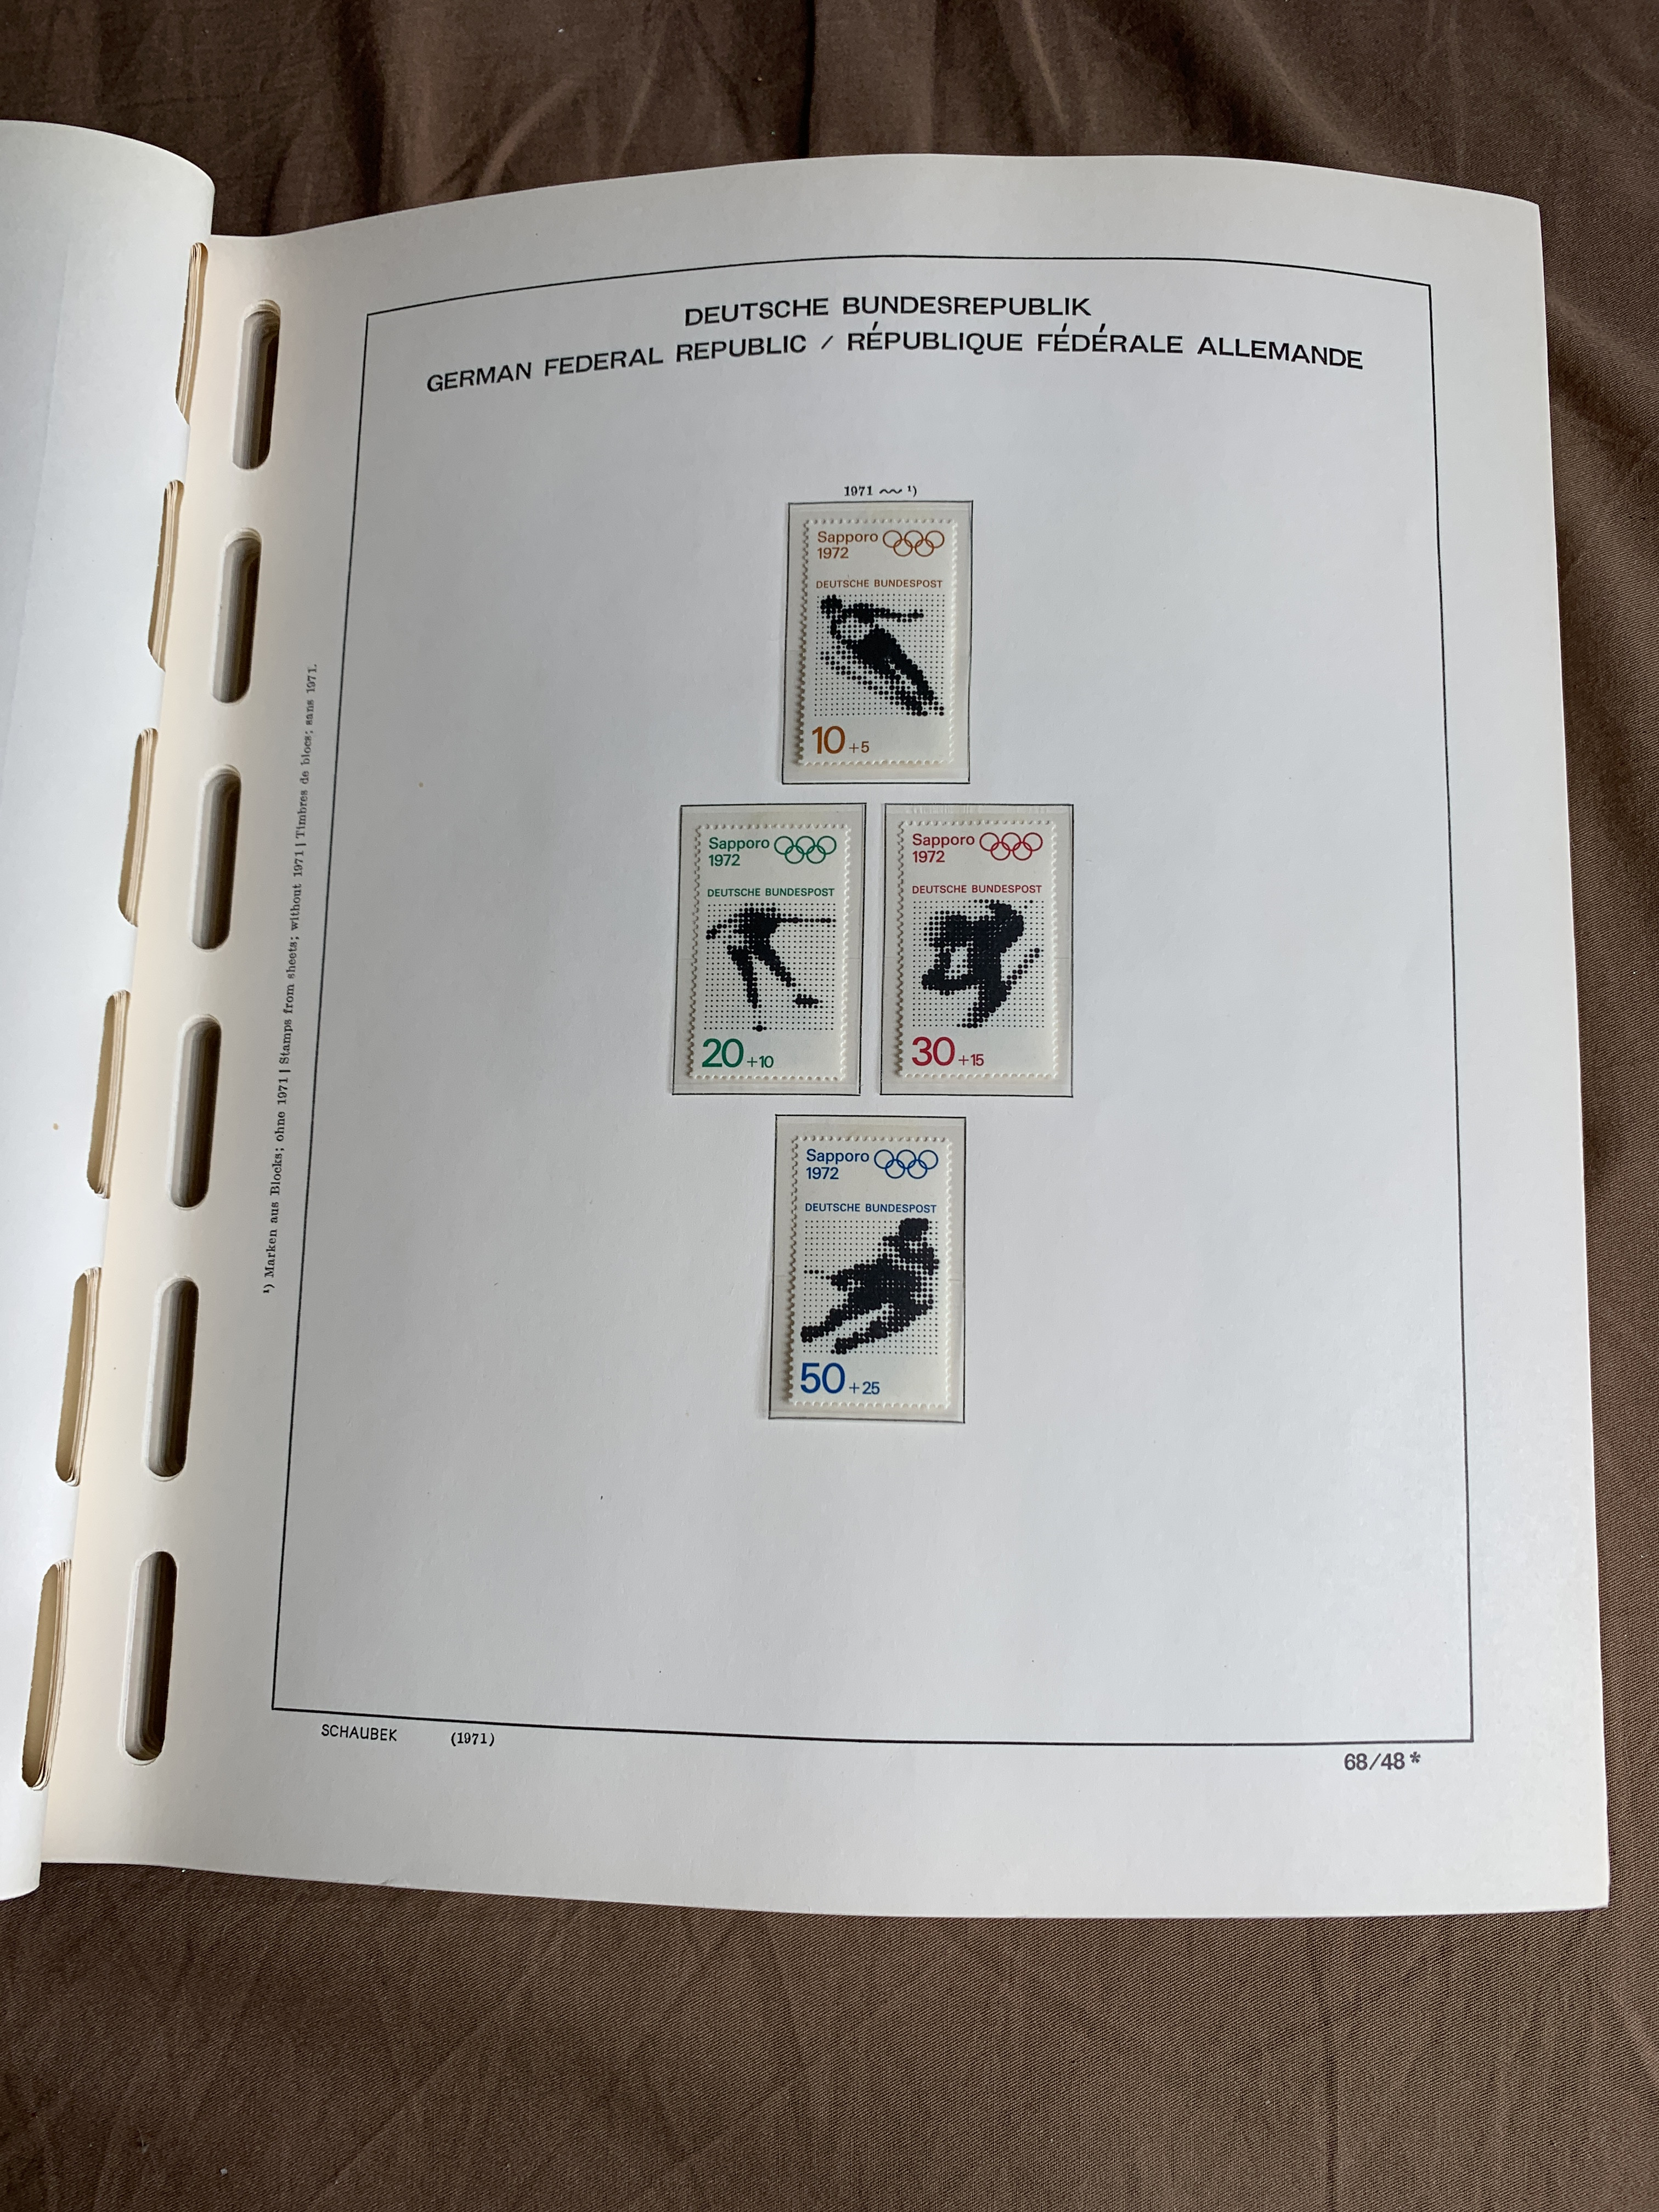 DEUTSCHE BUNDESREPUBLIK
GERMAN FEDERAL REPUBLIC / RÉPUBLIQUE FÉDÉRALE ALLEMANDE
1971 ~~ ¹)
Sapporo
1972
DEUTSCHE BUNDESPOST
10 +5
Sapporo
1972
DEUTSCHE BUNDESPOST
20 +10
Sapporo
1972
DEUTSCHE BUNDESPOST
30 +15
Sapporo
1972
DEUTSCHE BUNDESPOST
50 +25
¹) Marken aus Blocks; ohne 1971 | Stamps from sheets; without 1971 | Timbres de blocs; sans 1971.
SCHAUBEK (1971)
68/48*